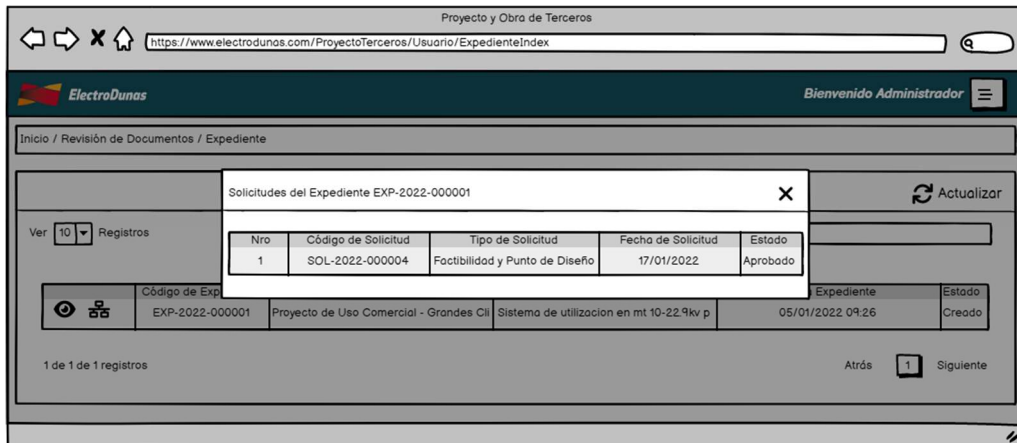 Proyecto y Obra de Terceros
https://www.electrodunas.com/ProyectoTerceros/Usuario/ExpedienteIndex
ElectroDunas
Bienvenido Administrador
Inicio / Revisión de Documentos / Expediente
Solicitudes del Expediente EXP-2022-000001
Actualizar
Ver 10 Registros
Nro Código de Solicitud Tipo de Solicitud Fecha de Solicitud Estado
1 SOL-2022-000004 Factibilidad y Punto de Diseño 17/01/2022 Aprobado
Código de Exp Expediente Estado
EXP-2022-000001 Proyecto de Uso Comercial - Grandes Cli Sistema de utilizacion en mt 10-22.9kv p 05/01/2022 09:26 Creado
1 de 1 de 1 registros Atrás 1 Siguiente